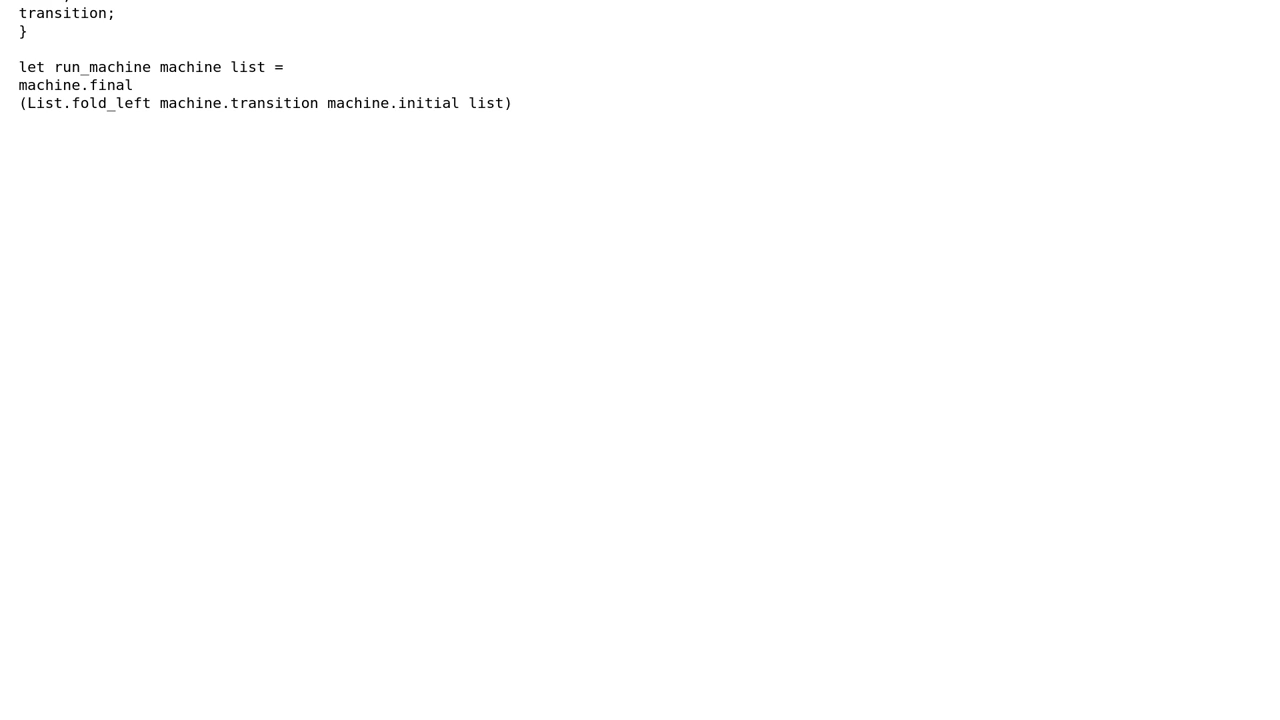 transition;
}
let run_machine machine list =
machine.final
(List.fold_left machine.transition machine.initial list)